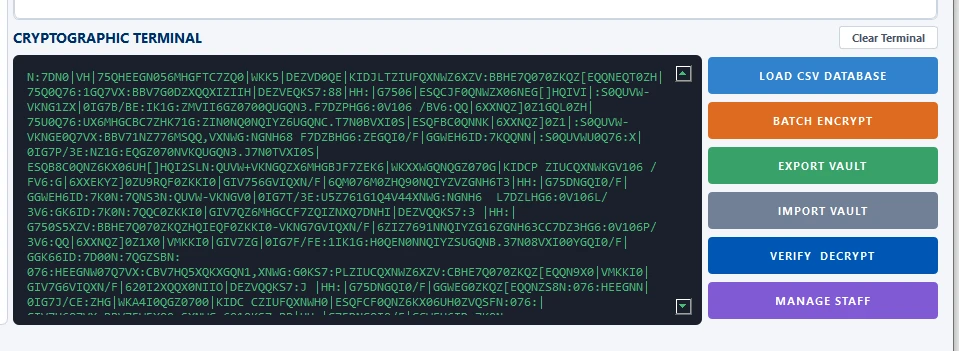 CRYPTOGRAPHIC TERMINAL
Clear Terminal
N:7DN0|VH|75QHEEGN056MHGFTC7ZQ0|WKK5|DEZVD0QE|KIDJLTZIUFQXNWZ6XZV:BBHE7Q070ZKQZ[EQQNEQT0ZH|
75Q0Q76:1GQ7VX:BBV7G0DZXQQXIZIIH|DEZVEQKS7:88|HH:|G7506|ESQCJF0QNWZX06NEG[]HQIVI|:S0QUVW-
VKNG1ZX|0IG7B/BE:IK1G:ZMVII6GZ0700QUGQN3.F7DZPHG6:0V106 /BV6:QQ|6XXNQZ]0Z1GQL0ZH|
75U0Q76:UX6MHGCBC7ZHK71G:ZIN0NQ0NQIYZ6UGQNC.T7N0BVXI0S|ESQFBC0QNNK|6XXNQZ]0Z1|:S0QUVW-
VKNGE0Q7VX:BBV71NZ776MSQQ,VXNWG:NGNH68 F7DZBHG6:ZEGQI0/F|GGWEH6ID:7KQQNN|:S0QUVWU0Q76:X|
0IG7P/3E:NZ1G:EQGZ070NVKQUGQN3.J7N0TVXI0S|
ESQB8C0QNZ6KX06UH[]HQI2SLN:QUVW+VKNGQZX6MHGBJF7ZEK6|WKXXWGQNQGZ070G|KIDCP ZIUCQXNWKGV106 /
FV6:G|6XXEKYZ]0ZU9RQF0ZKKI0|GIV756GVIQXN/F|6QM076M0ZHQ90NQIYZVZGNH6T3|HH:|G75DNGQI0/F|
GGWEH6ID:7K0N:7QNS3N:QUVW-VKNGV0|0IG7T/3E:U5Z761G1Q4V44XNWG:NGNH6  L7DZLHG6:0V106L/
3V6:GK6ID:7K0N:7QQC0ZKKI0|GIV7QZ6MHGCCF7ZQIZNXQ7DNHI|DEZVQQKS7:3 |HH:|
G750S5XZV:BBHE7Q070ZKQZHQIEQF0ZKKI0-VKNG7GVIQXN/F|6ZIZ7691NNQIYZG16ZGNH63CC7DZ3HG6:0V106P/
3V6:QQ|6XXNQZ]0Z1X0|VMKKI0|GIV7ZG|0IG7F/FE:1IK1G:H0QEN0NNQIYZSUGQNB.37N08VXI00YGQI0/F|
GGK66ID:7D00N:7QGZSBN:
076:HEEGNW07Q7VX:CBV7HQ5XQKXGQN1,XNWG:G0KS7:PLZIUCQXNWZ6XZV:CBHE7Q070ZKQZ[EQQN9X0|VMKKI0|
GIV7G6VIQXN/F|620I2XQQX0NIIO|DEZVQQKS7:J |HH:|G75DNGQI0/F|GGWEG0ZKQZ[EQQNZS8N:076:HEEGNN|
0IG7J/CE:ZHG|WKA4I0QGZ0700|KIDC CZIUFQXNWH0|ESQFCF0QNZ6KX06UH0ZVQSFN:076:|
LOAD CSV DATABASE
BATCH ENCRYPT
EXPORT VAULT
IMPORT VAULT
VERIFY DECRYPT
MANAGE STAFF